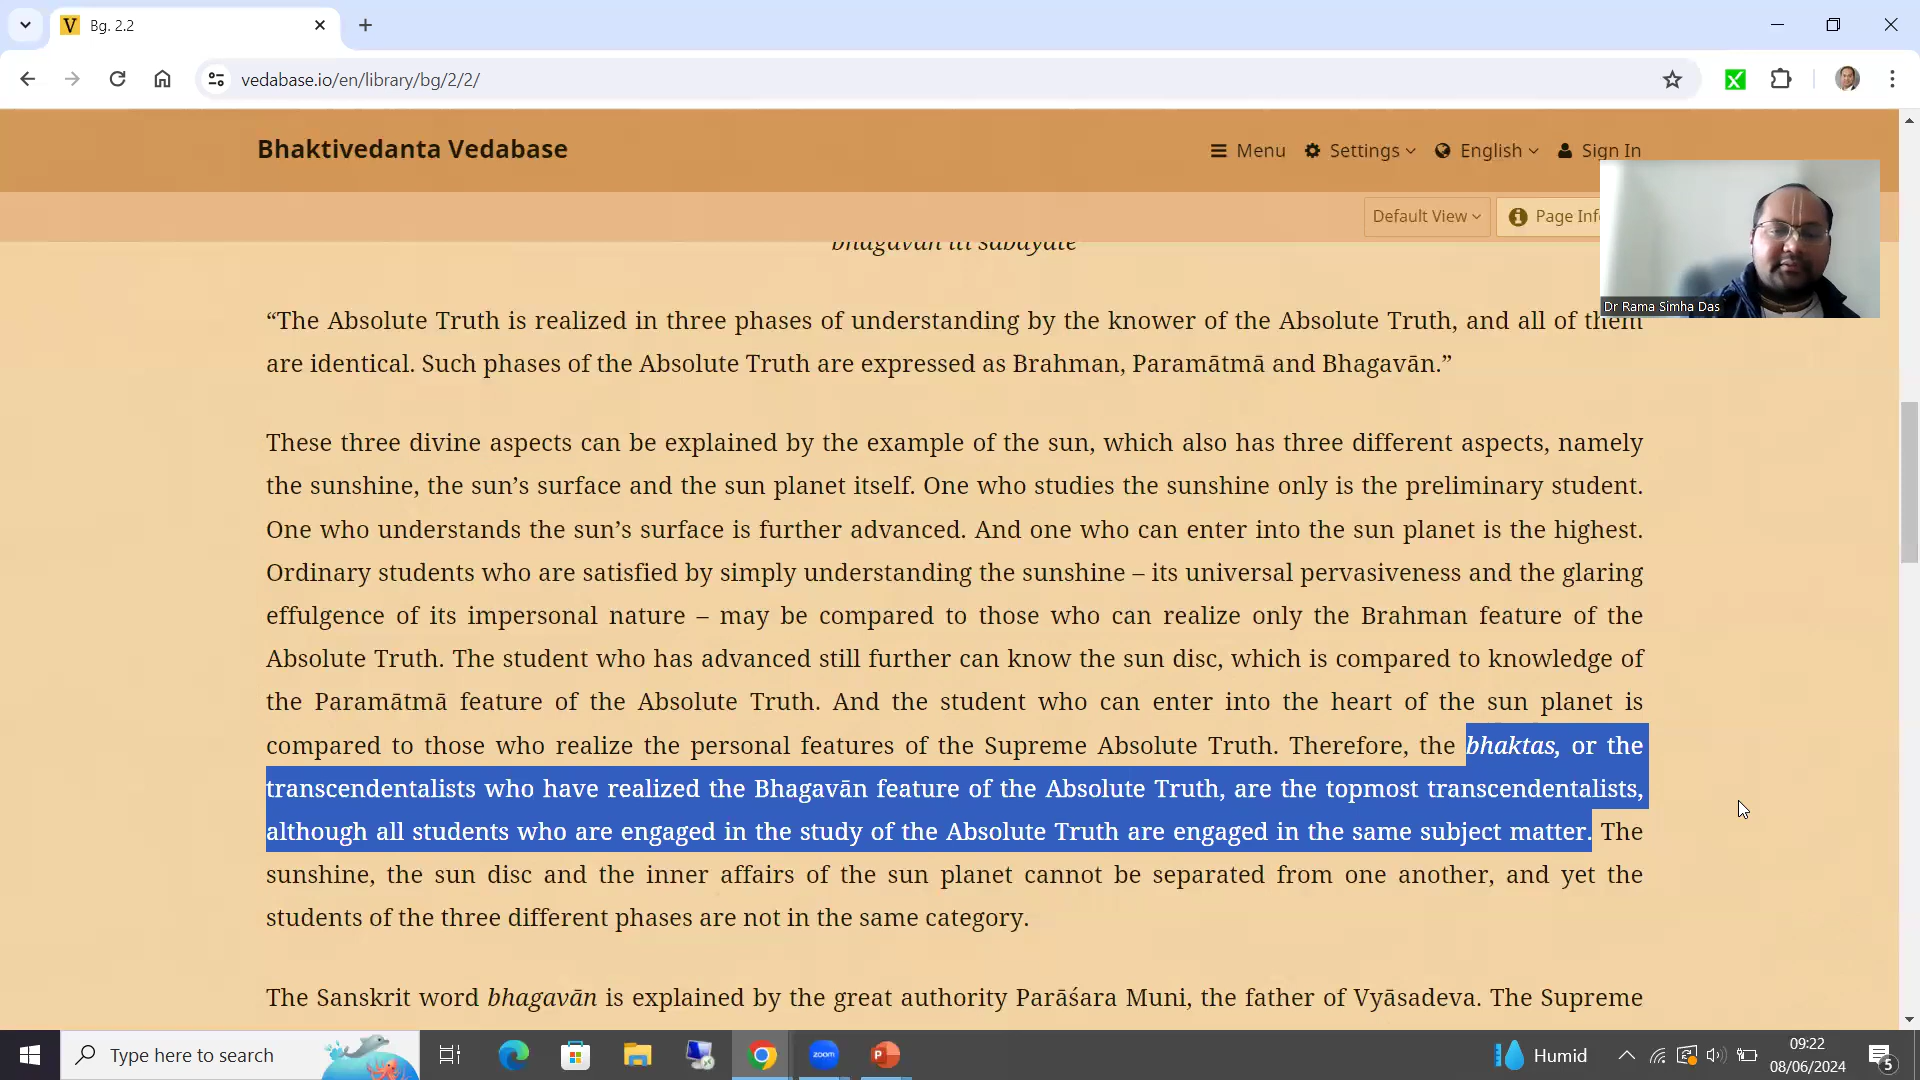 Bg. 2.2
vedabase.io/en/library/bg/2/2/
Bhaktivedanta Vedabase
Menu Settings English Sign In
Default View Page Inf
Dr Rama Simha Das
bhagavān iti śabdyate
“The Absolute Truth is realized in three phases of understanding by the knower of the Absolute Truth, and all of them
are identical. Such phases of the Absolute Truth are expressed as Brahman, Paramātmā and Bhagavān.”
These three divine aspects can be explained by the example of the sun, which also has three different aspects, namely
the sunshine, the sun’s surface and the sun planet itself. One who studies the sunshine only is the preliminary student.
One who understands the sun’s surface is further advanced. And one who can enter into the sun planet is the highest.
Ordinary students who are satisfied by simply understanding the sunshine – its universal pervasiveness and the glaring
effulgence of its impersonal nature – may be compared to those who can realize only the Brahman feature of the
Absolute Truth. The student who has advanced still further can know the sun disc, which is compared to knowledge of
the Paramātmā feature of the Absolute Truth. And the student who can enter into the heart of the sun planet is
compared to those who realize the personal features of the Supreme Absolute Truth. Therefore, the bhaktas, or the
transcendentalists who have realized the Bhagavān feature of the Absolute Truth, are the topmost transcendentalists,
although all students who are engaged in the study of the Absolute Truth are engaged in the same subject matter. The
sunshine, the sun disc and the inner affairs of the sun planet cannot be separated from one another, and yet the
students of the three different phases are not in the same category.
The Sanskrit word bhagavān is explained by the great authority Parāśara Muni, the father of Vyāsadeva. The Supreme
Type here to search
zoom
Humid
09:22
08/06/2024
5